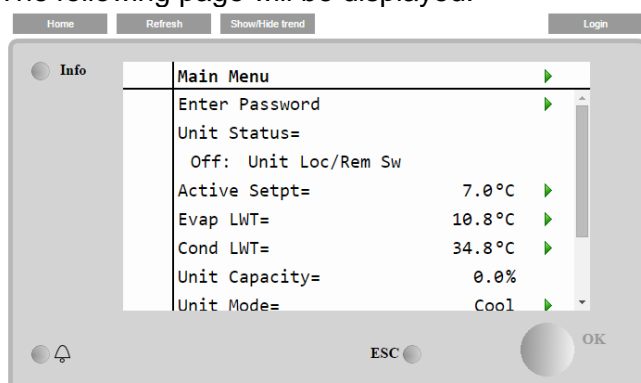 The following page will be displayed:
Home Refresh Show/Hide trend Login
Info
Main Menu
Enter Password
Unit Status=
Off: Unit Loc/Rem Sw
Active Setpt= 7.0°C
Evap LWT= 10.8°C
Cond LWT= 34.8°C
Unit Capacity= 0.0%
Unit Mode= Cool
ESC
OK